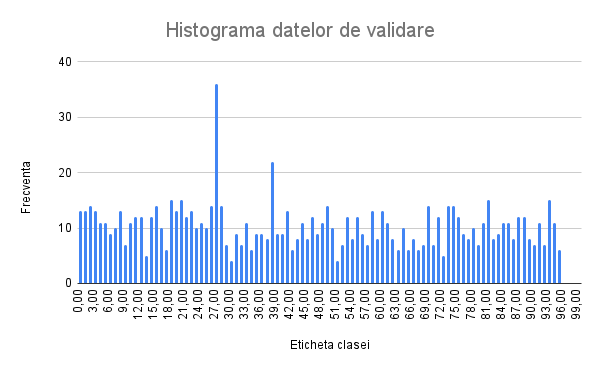 Histograma datelor de validare
Frecventa
40
30
20
10
0
0,00 3,00 6,00 9,00 12,00 15,00 18,00 21,00 24,00 27,00 30,00 33,00 36,00 39,00 42,00 45,00 48,00 51,00 54,00 57,00 60,00 63,00 66,00 69,00 72,00 75,00 78,00 81,00 84,00 87,00 90,00 93,00 96,00 99,00
Eticheta clasei